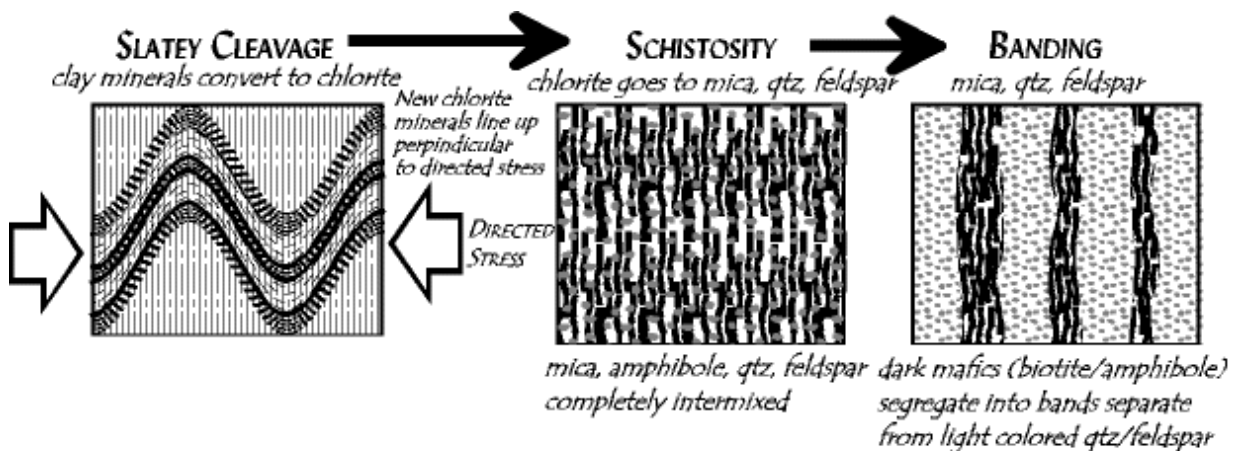 SLATEY CLEAVAGE
clay minerals convert to chlorite
New chlorite
minerals line up
perpindicular
to directed stress
DIRECTED
STRESS
SCHISTOSITY
chlorite goes to mica, qtz, feldspar
mica, amphibole, qtz, feldspar
completely intermixed
BANDING
mica, qtz, feldspar
dark mafics (biotite/amphibole)
segregate into bands separate
from light colored qtz/feldspar